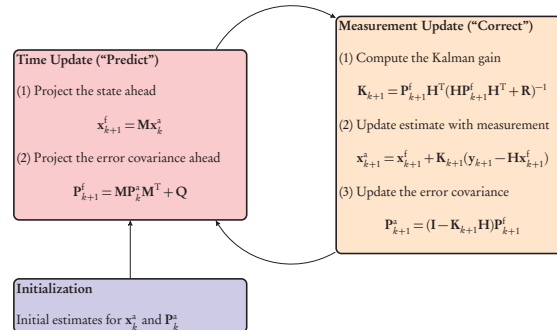 Time Update (“Predict”)
(1) Project the state ahead
x^f_{k+1} = Mx^a_k
(2) Project the error covariance ahead
P^f_{k+1} = MP^a_k M^T + Q
Measurement Update (“Correct”)
(1) Compute the Kalman gain
K_{k+1} = P^f_{k+1} H^T (HP^f_{k+1} H^T + R)^{-1}
(2) Update estimate with measurement
x^a_{k+1} = x^f_{k+1} + K_{k+1} (y_{k+1} − Hx^f_{k+1})
(3) Update the error covariance
P^a_{k+1} = (I − K_{k+1} H) P^f_{k+1}
Initialization
Initial estimates for x^a_k and P^a_k